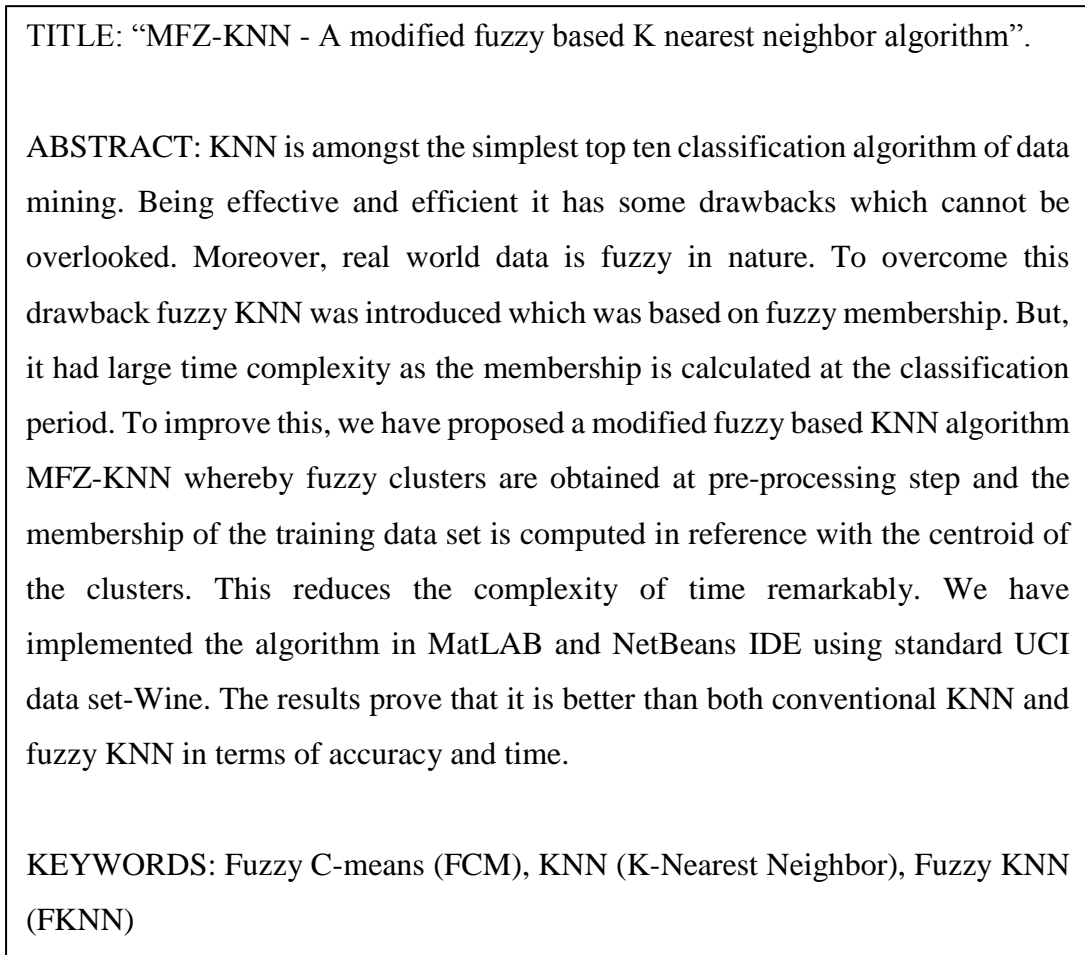 TITLE: “MFZ-KNN - A modified fuzzy based K nearest neighbor algorithm”.
ABSTRACT: KNN is amongst the simplest top ten classification algorithm of data
mining. Being effective and efficient it has some drawbacks which cannot be
overlooked. Moreover, real world data is fuzzy in nature. To overcome this
drawback fuzzy KNN was introduced which was based on fuzzy membership. But,
it had large time complexity as the membership is calculated at the classification
period. To improve this, we have proposed a modified fuzzy based KNN algorithm
MFZ-KNN whereby fuzzy clusters are obtained at pre-processing step and the
membership of the training data set is computed in reference with the centroid of
the clusters. This reduces the complexity of time remarkably. We have
implemented the algorithm in MatLAB and NetBeans IDE using standard UCI
data set-Wine. The results prove that it is better than both conventional KNN and
fuzzy KNN in terms of accuracy and time.
KEYWORDS: Fuzzy C-means (FCM), KNN (K-Nearest Neighbor), Fuzzy KNN
(FKNN)